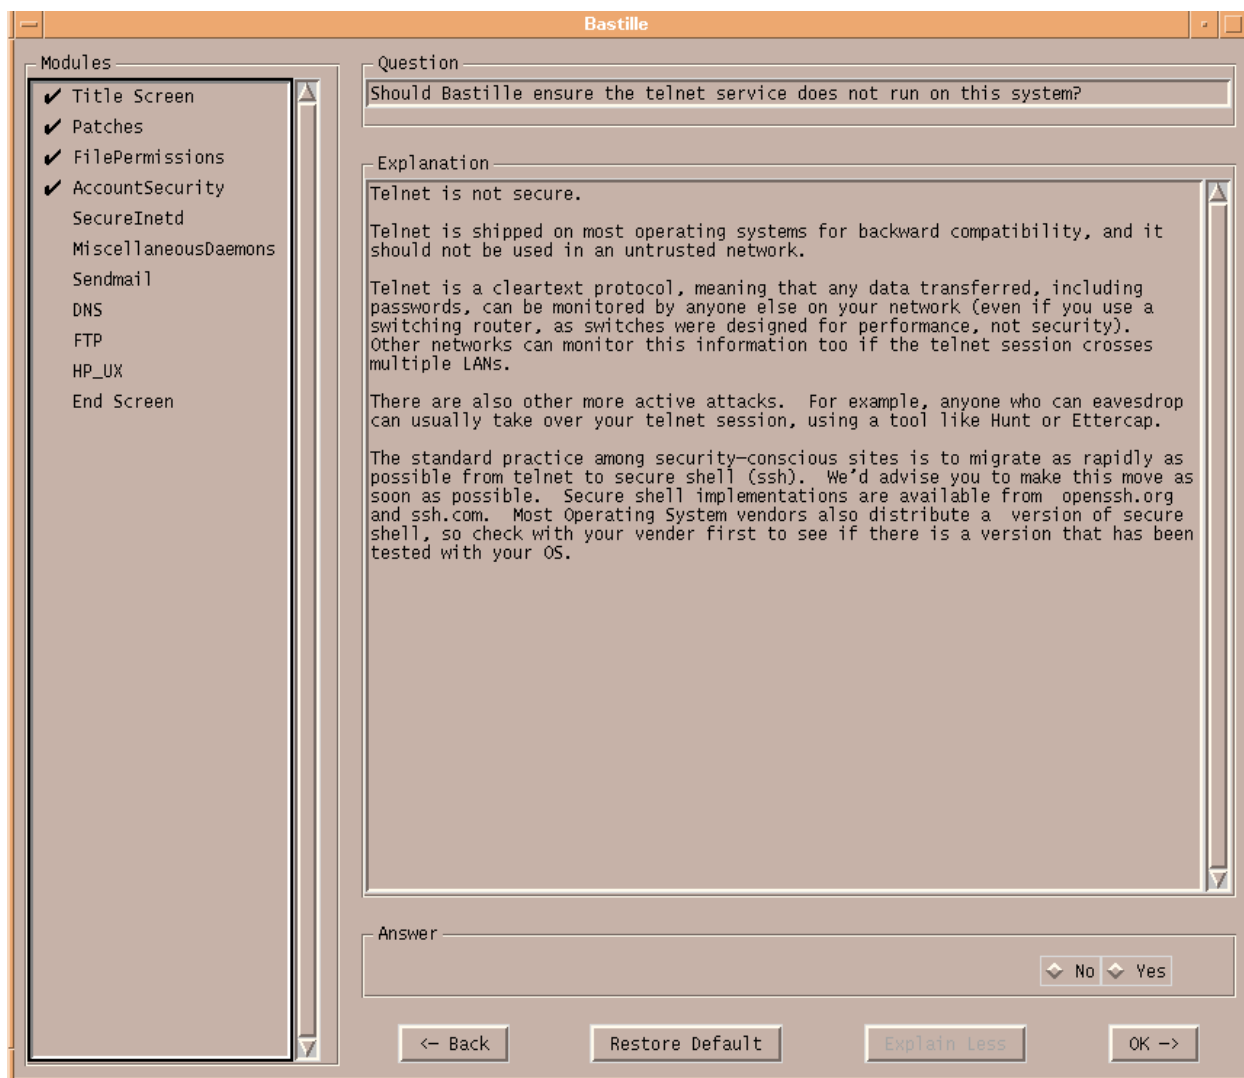 Bastille
Modules
✔ Title Screen
✔ Patches
✔ FilePermissions
✔ AccountSecurity
SecureInetd
MiscellaneousDaemons
Sendmail
DNS
FTP
HP_UX
End Screen
Question
Should Bastille ensure the telnet service does not run on this system?
Explanation
Telnet is not secure.
Telnet is shipped on most operating systems for backward compatibility, and it
should not be used in an untrusted network.
Telnet is a cleartext protocol, meaning that any data transferred, including
passwords, can be monitored by anyone else on your network (even if you use a
switching router, as switches were designed for performance, not security).
Other networks can monitor this information too if the telnet session crosses
multiple LANs.
There are also other more active attacks.  For example, anyone who can eavesdrop
can usually take over your telnet session, using a tool like Hunt or Ettercap.
The standard practice among security-conscious sites is to migrate as rapidly as
possible from telnet to secure shell (ssh).  We'd advise you to make this move as
soon as possible.  Secure shell implementations are available from  openssh.org
and ssh.com.  Most Operating System vendors also distribute a  version of secure
shell, so check with your vender first to see if there is a version that has been
tested with your OS.
Answer
No Yes
<- Back
Restore Default
Explain Less
OK ->